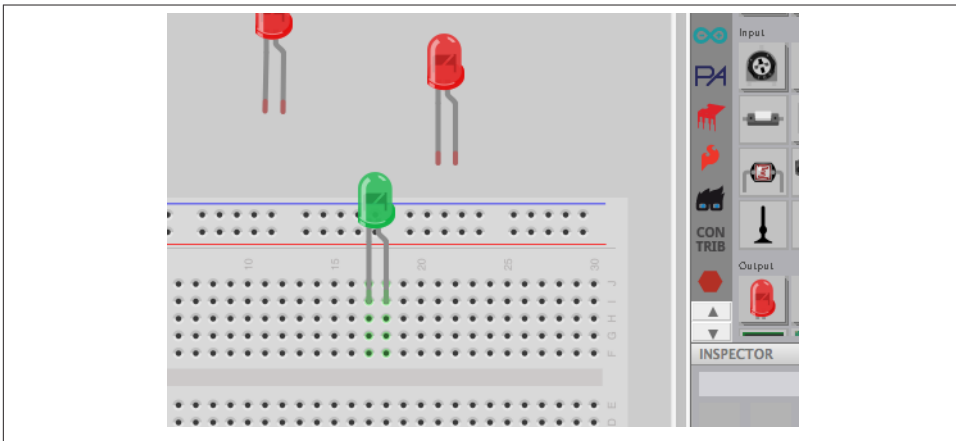 Input
PA
CON
TRIB
Output
INSPECTOR
10
15
20
25
30
J
I
H
G
F
E
D